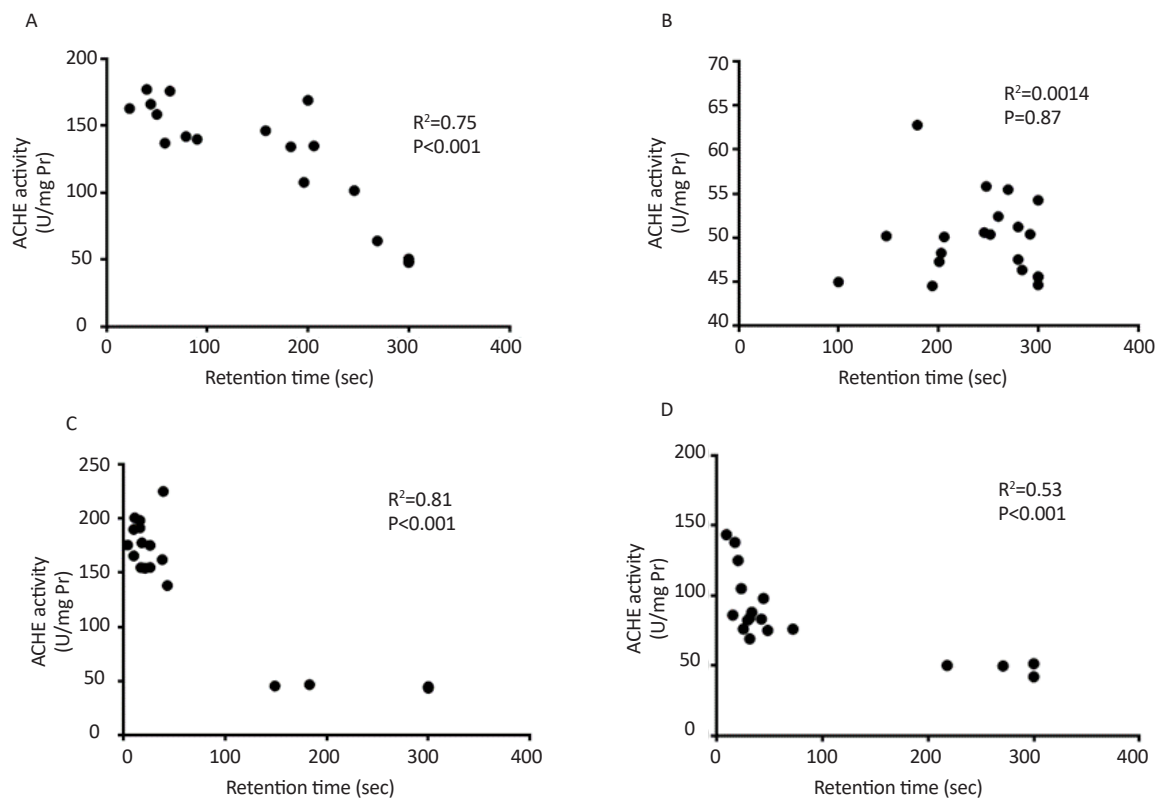 A
200
150
100
50
0
ACHE activity
(U/mg Pr)
R²=0.75
P<0.001
0 100 200 300 400
Retention time (sec)
B
70
65
60
55
50
45
40
ACHE activity
(U/mg Pr)
R²=0.0014
P=0.87
0 100 200 300 400
Retention time (sec)
C
250
200
150
100
50
0
ACHE activity
(U/mg Pr)
R²=0.81
P<0.001
0 100 200 300 400
Retention time (sec)
D
200
150
100
50
0
ACHE activity
(U/mg Pr)
R²=0.53
P<0.001
0 100 200 300 400
Retention time (sec)